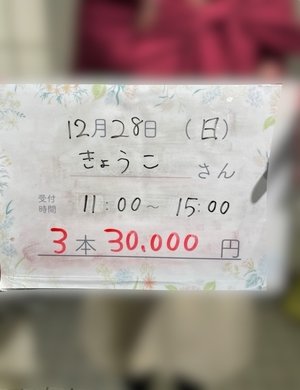 12月28日 (日)
きょうこ さん
受付時間 11:00～15:00
3本 30,000円